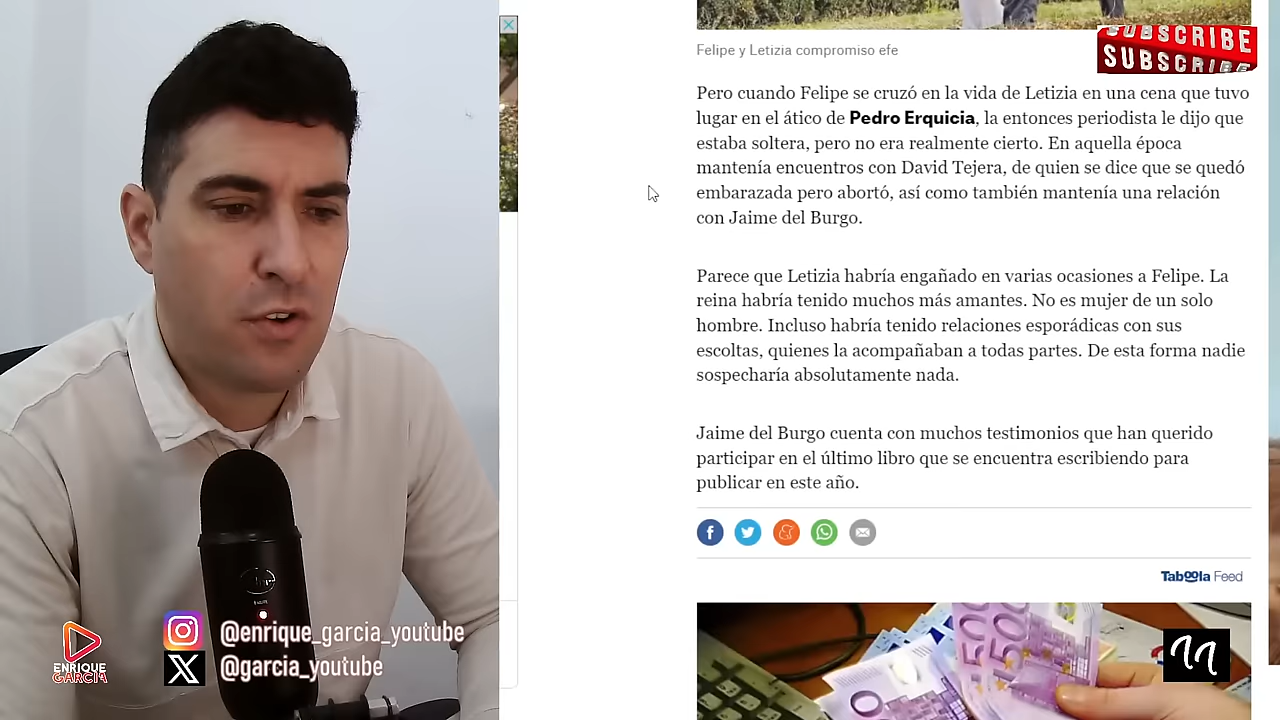 SUBSCRIBE
SUBSCRIBE
Felipe y Letizia compromiso efe
Pero cuando Felipe se cruzó en la vida de Letizia en una cena que tuvo
lugar en el ático de Pedro Erquicia, la entonces periodista le dijo que
estaba soltera, pero no era realmente cierto. En aquella época
mantenía encuentros con David Tejera, de quien se dice que se quedó
embarazada pero abortó, así como también mantenía una relación
con Jaime del Burgo.
Parece que Letizia habría engañado en varias ocasiones a Felipe. La
reina habría tenido muchos más amantes. No es mujer de un solo
hombre. Incluso habría tenido relaciones esporádicas con sus
escoltas, quienes la acompañaban a todas partes. De esta forma nadie
sospecharía absolutamente nada.
Jaime del Burgo cuenta con muchos testimonios que han querido
participar en el último libro que se encuentra escribiendo para
publicar en este año.
Taboola Feed
@enrique_garcia_youtube
@garcia_youtube
ENRIQUE
GARCIA